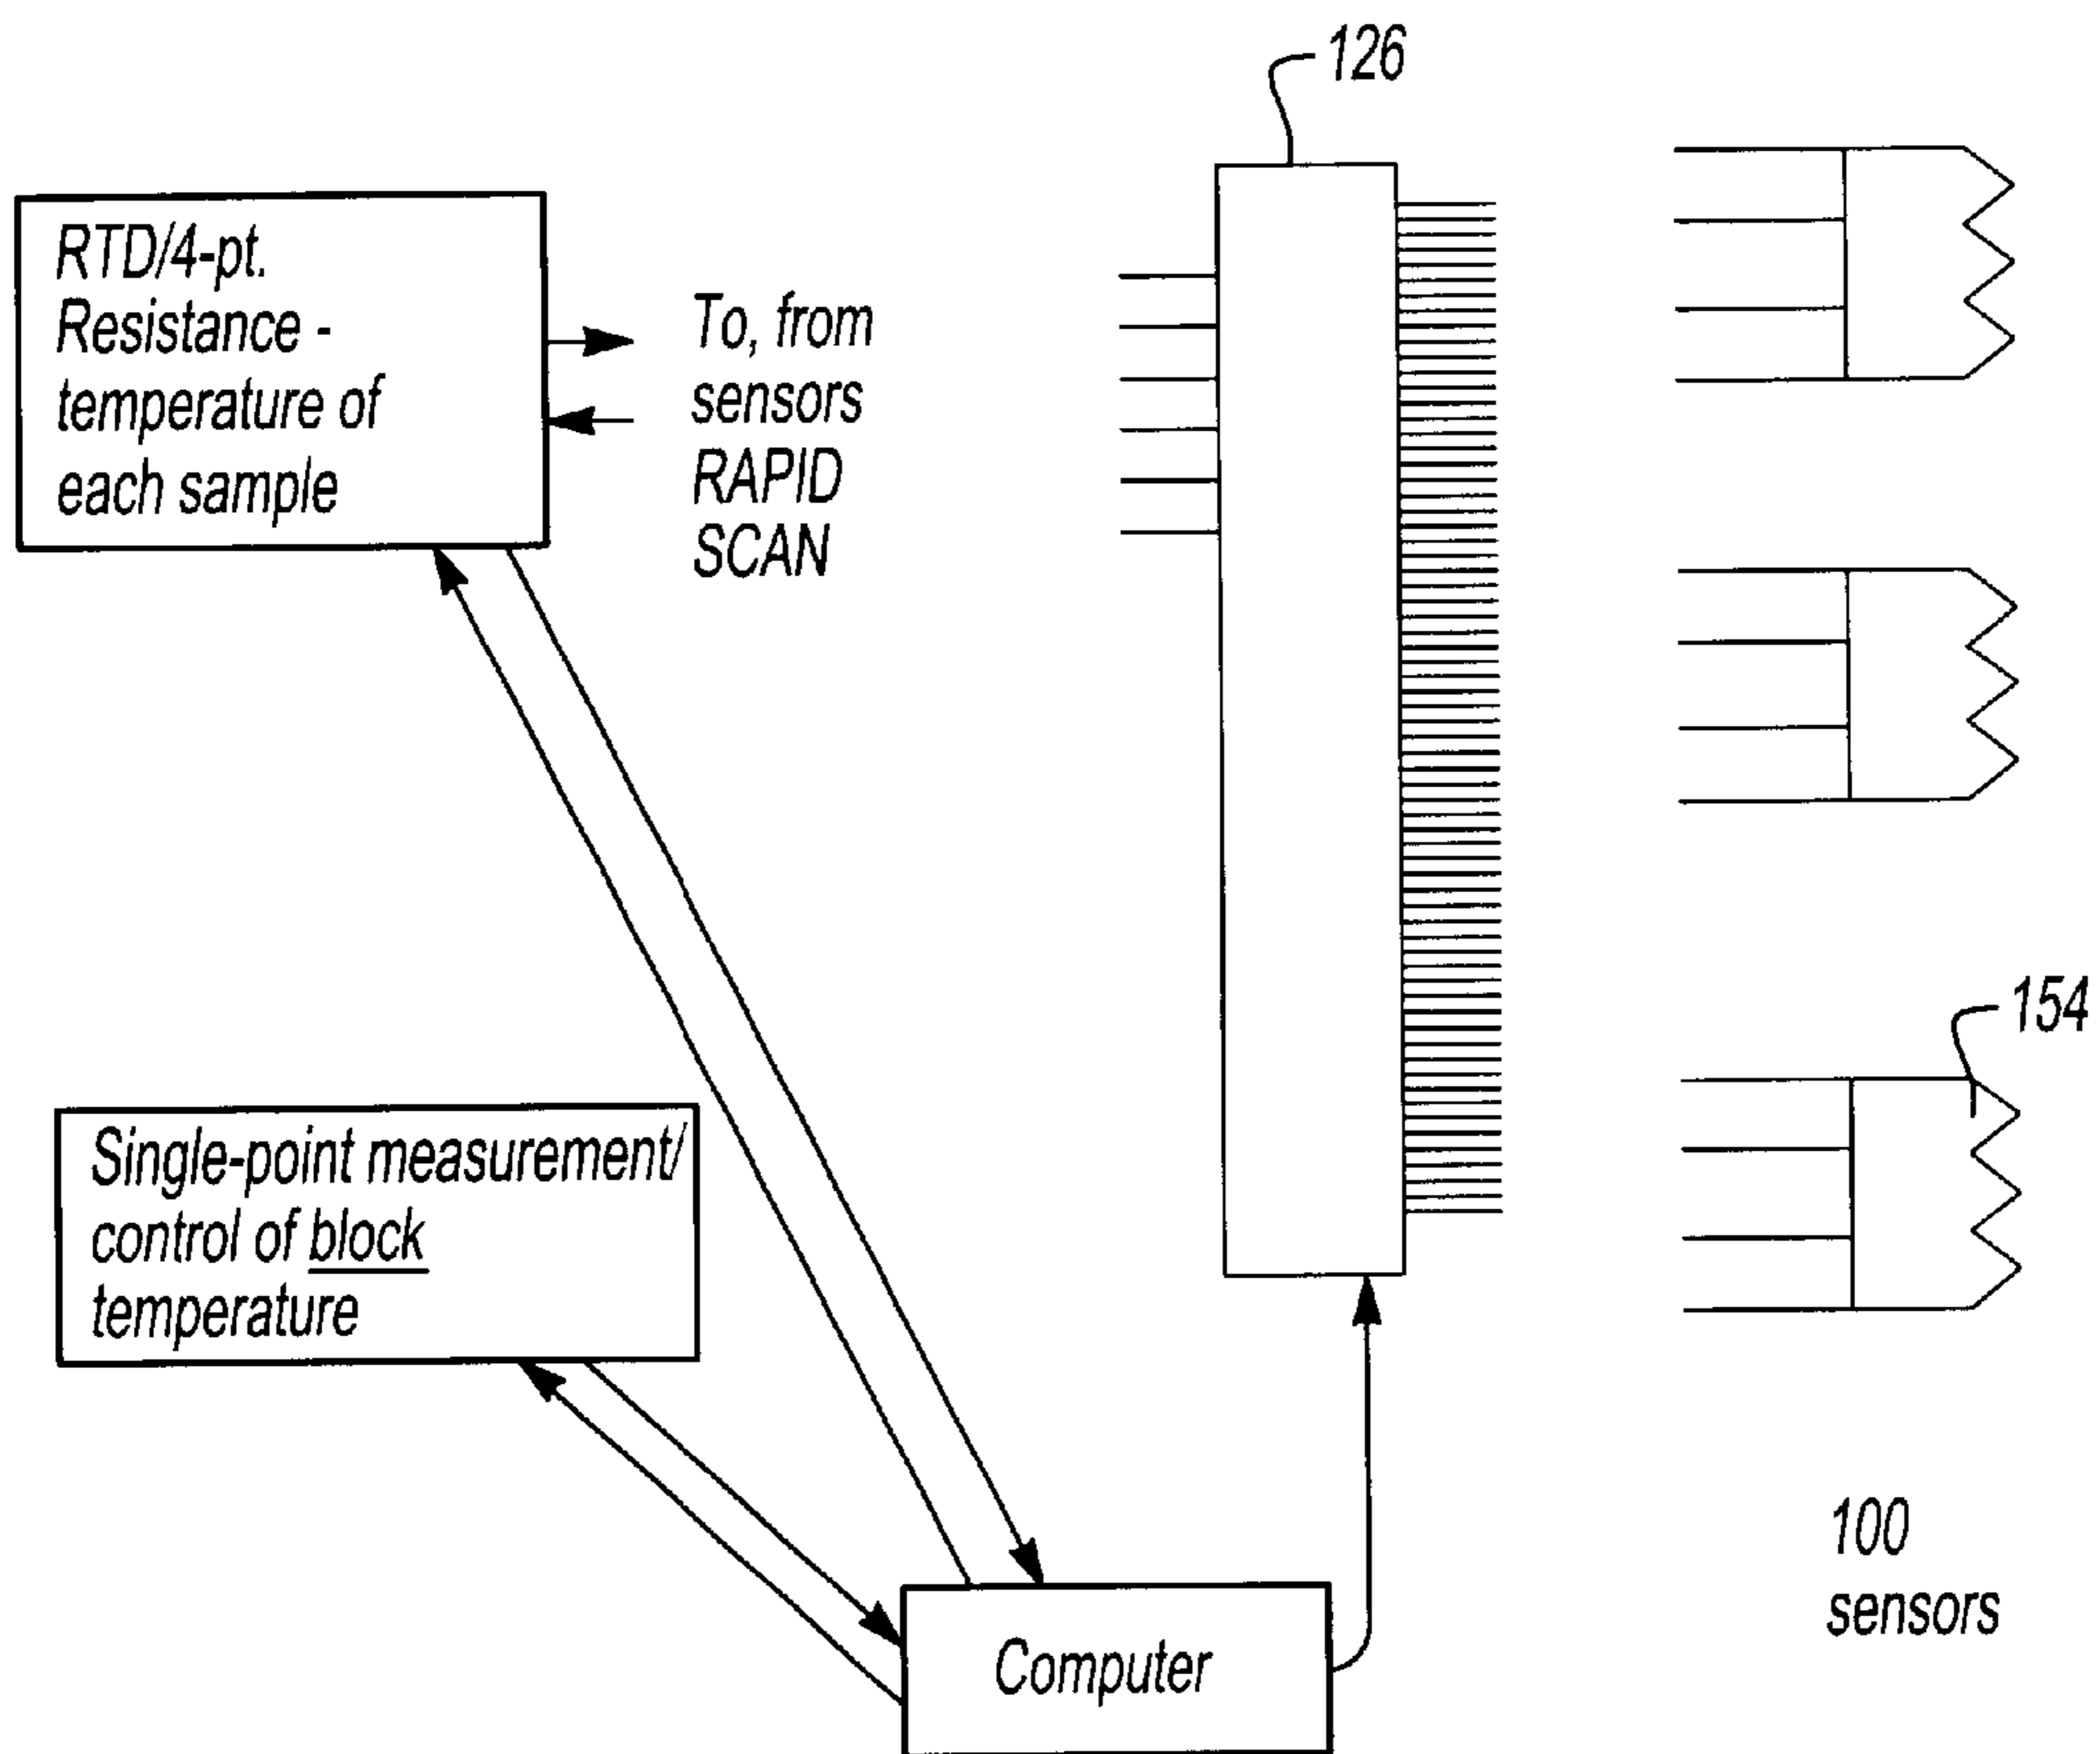 126
RTD/4-pt.
Resistance -
temperature of
each sample
To, from
sensors
RAPID
SCAN
154
Single-point measurement/
control of block
temperature
100
sensors
Computer